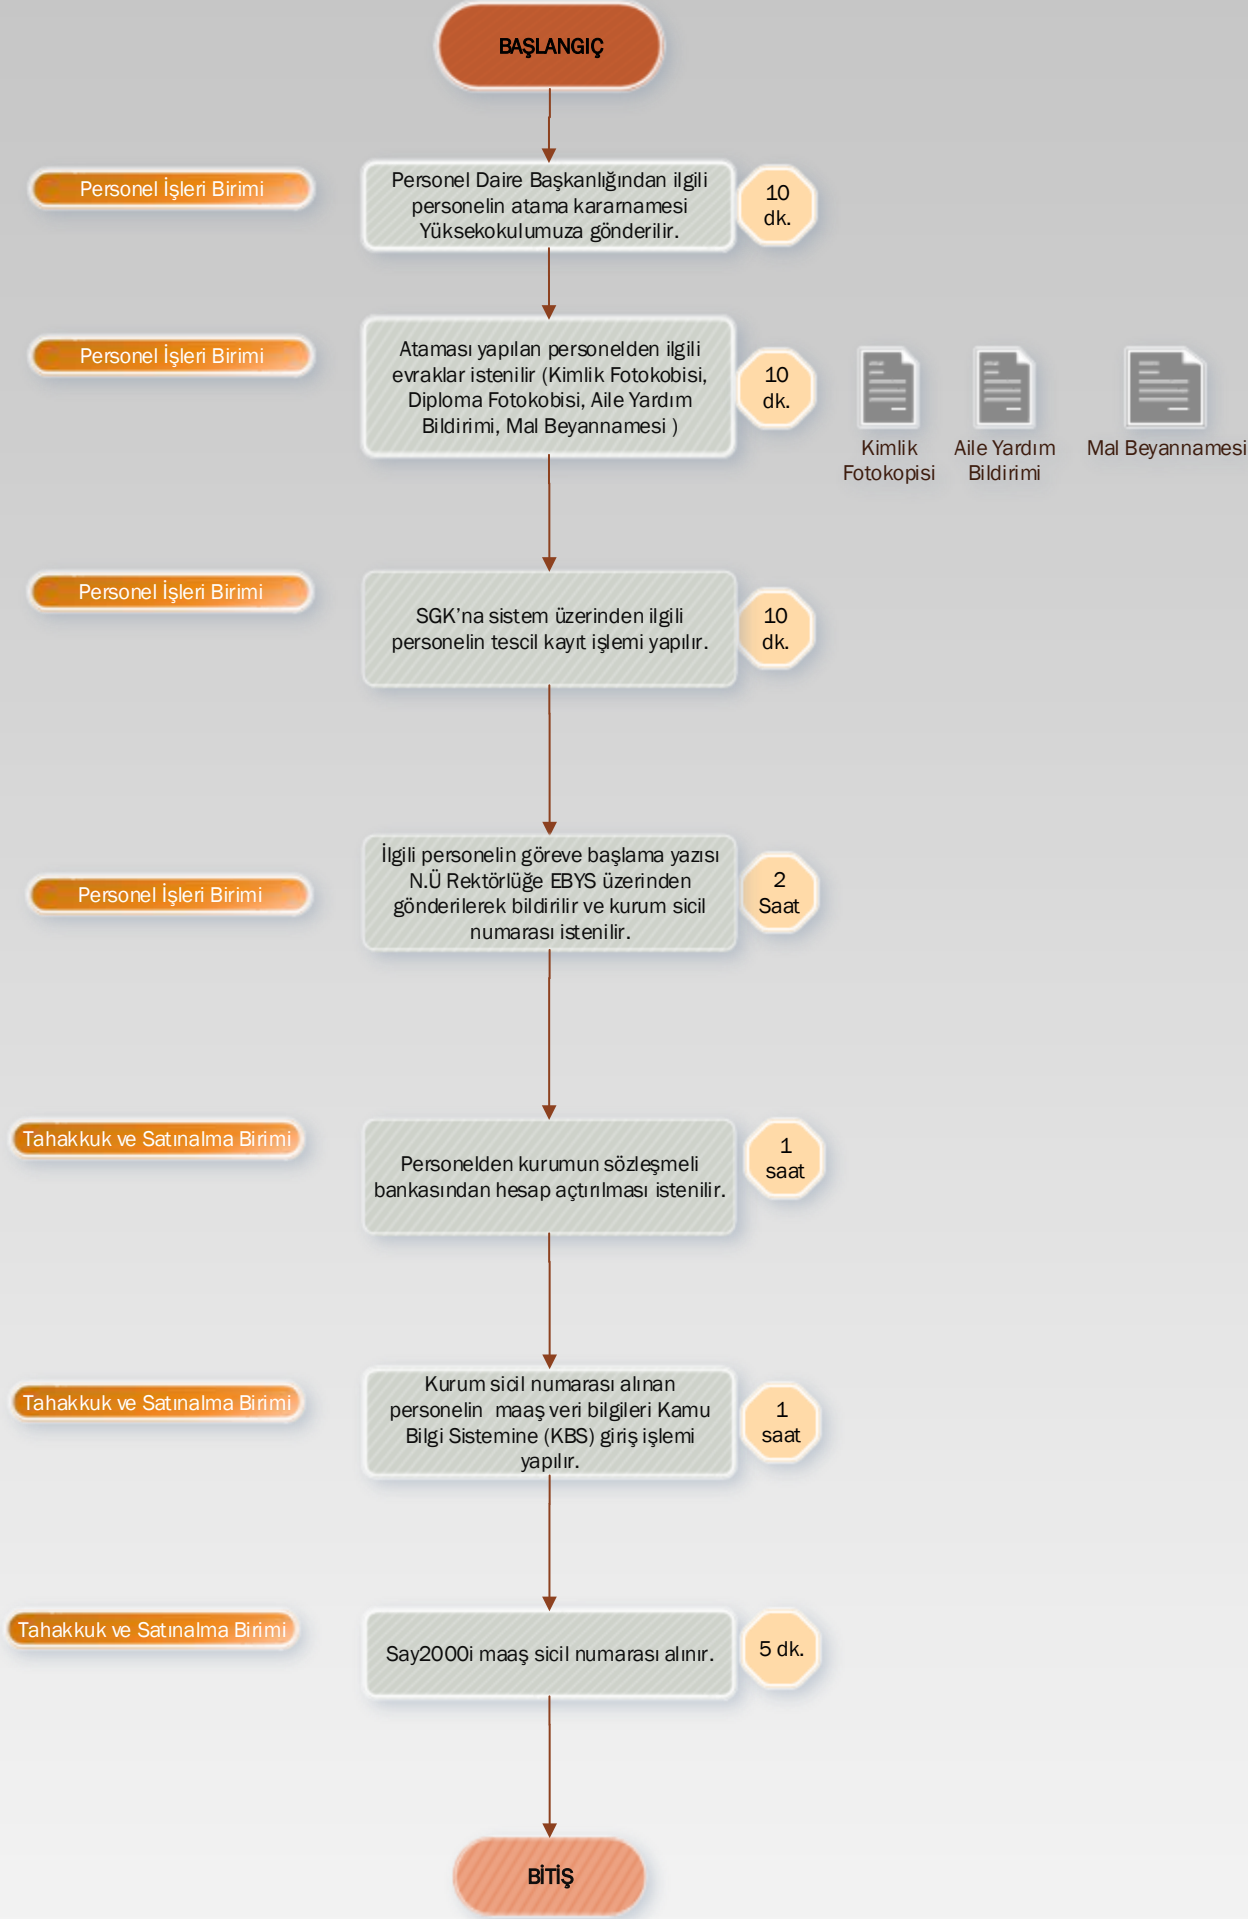 BAŞLANGIÇ
Personel İşleri Birimi
Personel Daire Başkanlığından ilgili
personelin atama kararnamesi
Yüksekokulumuza gönderilir.
10
dk.
Personel İşleri Birimi
Ataması yapılan personelden ilgili
evraklar istenilir (Kimlik Fotokobisi,
Diploma Fotokobisi, Aile Yardım
Bildirimi, Mal Beyannamesi )
10
dk.
Kimlik
Fotokopisi
Aile Yardım
Bildirimi
Mal Beyannamesi
Personel İşleri Birimi
SGK’na sistem üzerinden ilgili
personelin tescil kayıt işlemi yapılır.
10
dk.
Personel İşleri Birimi
İlgili personelin göreve başlama yazısı
N.Ü Rektörlüğe EBYS üzerinden
gönderilerek bildirilir ve kurum sicil
numarası istenilir.
2
Saat
Tahakkuk ve Satınalma Birimi
Personelden kurumun sözleşmeli
bankasından hesap açtırılması istenilir.
1
saat
Tahakkuk ve Satınalma Birimi
Kurum sicil numarası alınan
personelin  maaş veri bilgileri Kamu
Bilgi Sistemine (KBS) giriş işlemi
yapılır.
1
saat
Tahakkuk ve Satınalma Birimi
Say2000i maaş sicil numarası alınır.
5 dk.
BİTİŞ